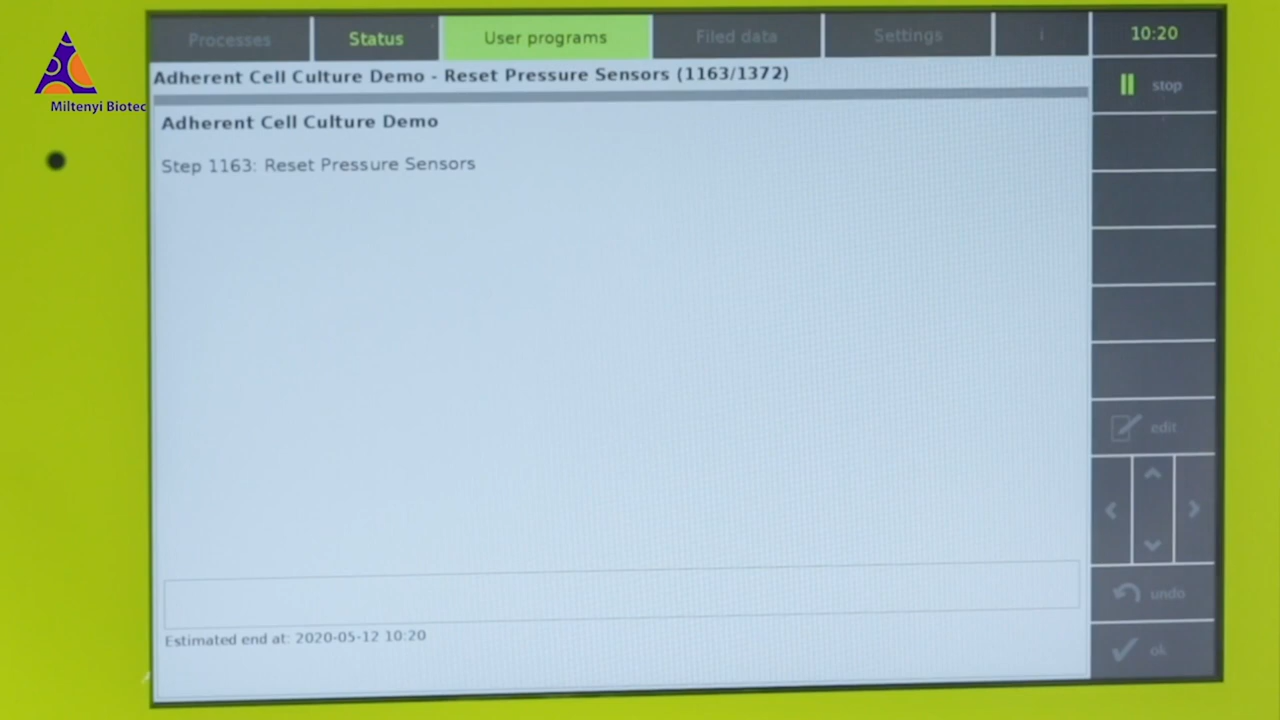 Processes
Status
User programs
Filed data
Settings
i
10:20
Miltenyi Biotec
Adherent Cell Culture Demo - Reset Pressure Sensors (1163/1372)
stop
Adherent Cell Culture Demo
Step 1163: Reset Pressure Sensors
edit
undo
Estimated end at: 2020-05-12 10:20
ok